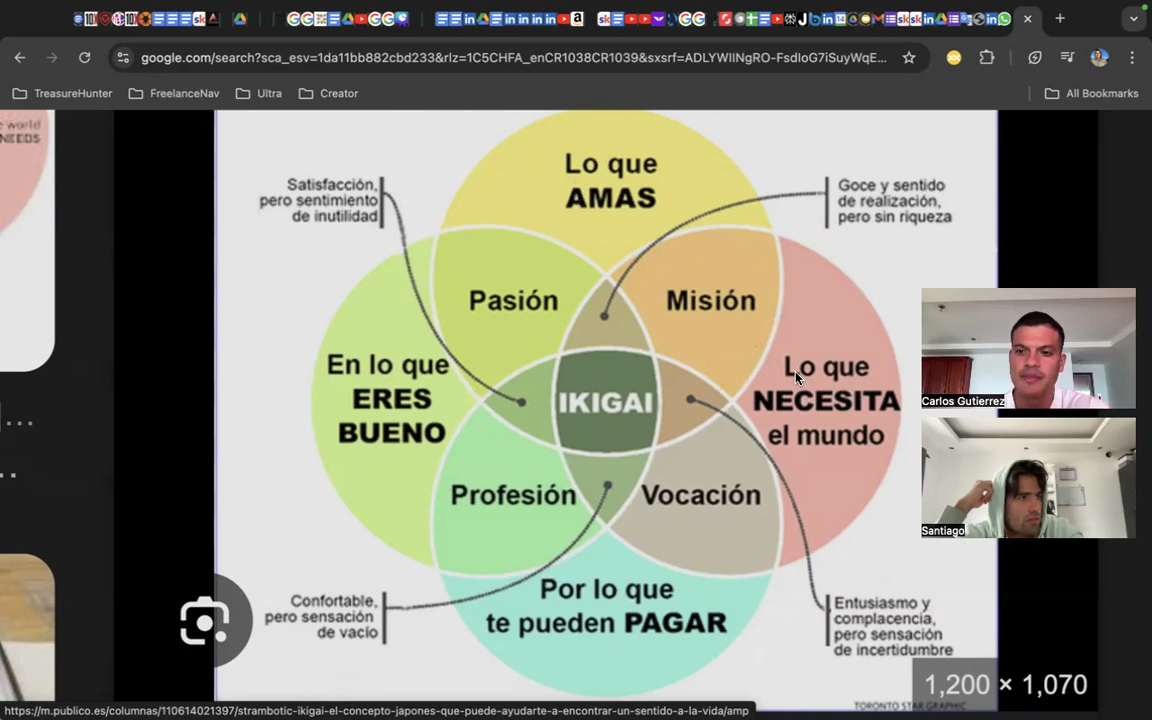 google.com/search?sca_esv=1da11bb882cbd233&rlz=1C5CHFA_enCR1038CR1039&sxsrf=ADLYWIINgRO-FsdIoG7iSuyWqE...
TreasureHunter
FreelanceNav
Ultra
Creator
All Bookmarks
world
NEEDS
Lo que
AMAS
Satisfacción,
pero sentimiento
de inutilidad
Goce y sentido
de realización,
pero sin riqueza
Pasión
Misión
En lo que
ERES
BUENO
IKIGAI
Lo que
NECESITA
el mundo
Profesión
Vocación
Por lo que
te pueden PAGAR
Confortable,
pero sensación
de vacío
Entusiasmo y
complacencia,
pero sensación
de incertidumbre
Carlos Gutierrez
Santiago
1,200 × 1,070
TORONTO STAR GRAPHIC
https://m.publico.es/columnas/110614021397/strambotic-ikigai-el-concepto-japones-que-puede-ayudarte-a-encontrar-un-sentido-a-la-vida/amp